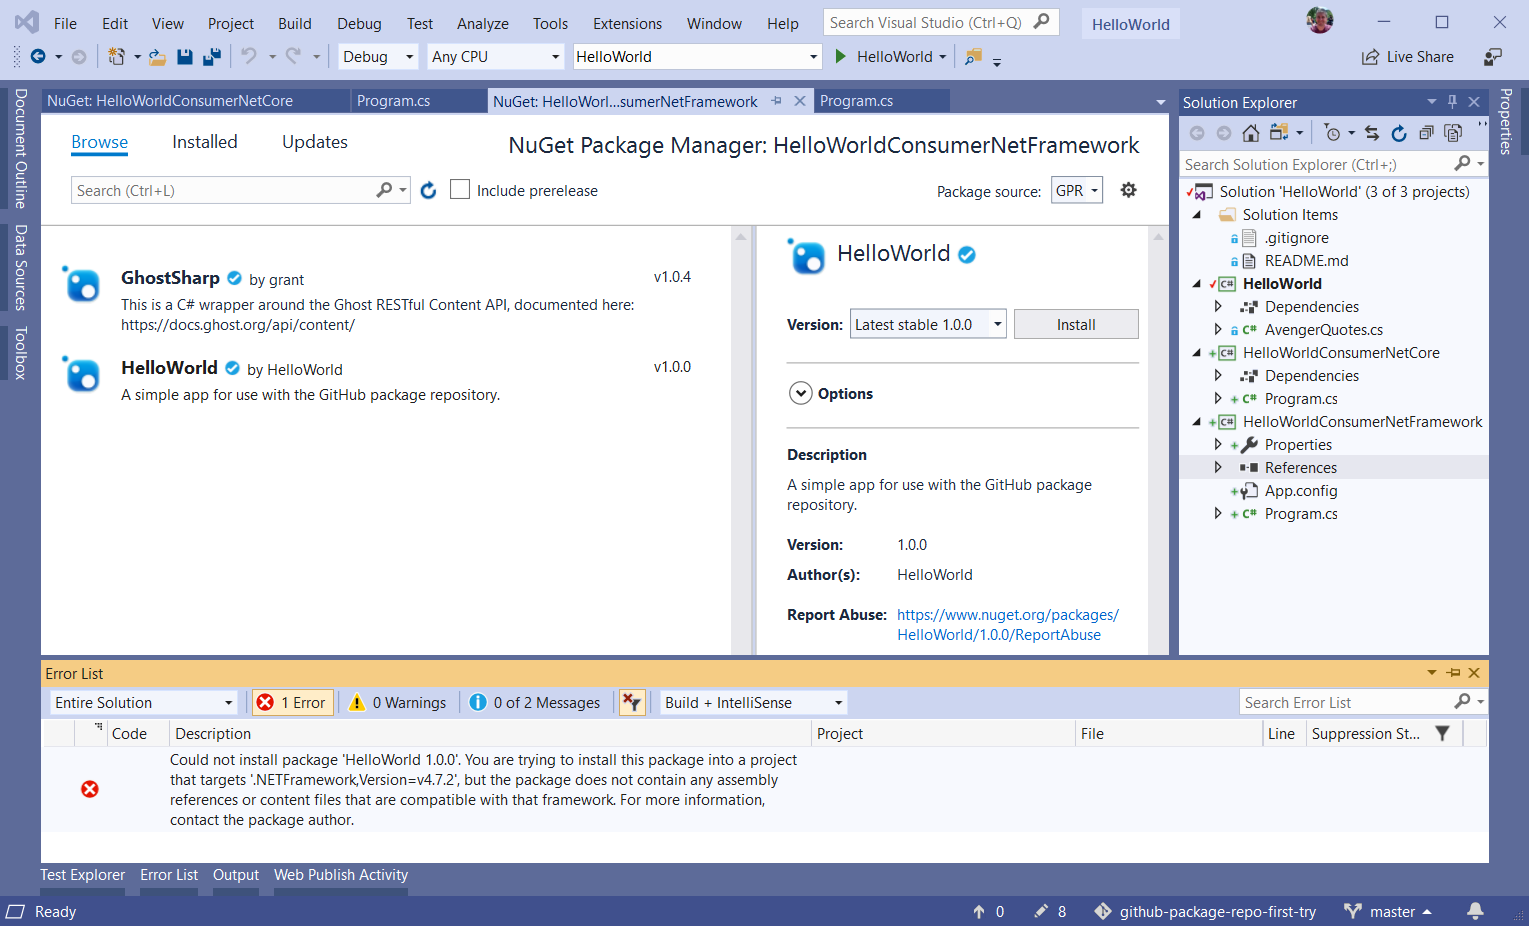 File Edit View Project Build Debug Test Analyze Tools Extensions Window Help Search Visual Studio (Ctrl+Q) HelloWorld
Debug Any CPU HelloWorld HelloWorld Live Share
Document Outline
Data Sources
Toolbox
NuGet: HelloWorldConsumerNetCore Program.cs NuGet: HelloWorl...sumerNetFramework Program.cs
Browse Installed Updates NuGet Package Manager: HelloWorldConsumerNetFramework
Search (Ctrl+L) Include prerelease Package source: GPR
GhostSharp by grant v1.0.4
This is a C# wrapper around the Ghost RESTful Content API, documented here:
https://docs.ghost.org/api/content/
HelloWorld by HelloWorld v1.0.0
A simple app for use with the GitHub package repository.
HelloWorld
Version: Latest stable 1.0.0 Install
Options
Description
A simple app for use with the GitHub package
repository.
Version: 1.0.0
Author(s): HelloWorld
Report Abuse: https://www.nuget.org/packages/
HelloWorld/1.0.0/ReportAbuse
Solution Explorer
Search Solution Explorer (Ctrl+;)
Solution 'HelloWorld' (3 of 3 projects)
Solution Items
.gitignore
README.md
C# HelloWorld
Dependencies
C# AvengerQuotes.cs
C# HelloWorldConsumerNetCore
Dependencies
C# Program.cs
C# HelloWorldConsumerNetFramework
Properties
References
App.config
C# Program.cs
Properties
Error List
Entire Solution 1 Error 0 Warnings 0 of 2 Messages Build + IntelliSense Search Error List
Code Description Project File Line Suppression St...
Could not install package 'HelloWorld 1.0.0'. You are trying to install this package into a project
that targets '.NETFramework,Version=v4.7.2', but the package does not contain any assembly
references or content files that are compatible with that framework. For more information,
contact the package author.
Test Explorer Error List Output Web Publish Activity
Ready 0 8 github-package-repo-first-try master